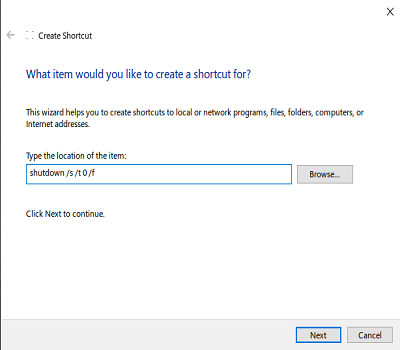 Create Shortcut
What item would you like to create a shortcut for?
This wizard helps you to create shortcuts to local or network programs, files, folders, computers, or
Internet addresses.
Type the location of the item:
shutdown /s /t 0 /f
Browse...
Click Next to continue.
Next
Cancel